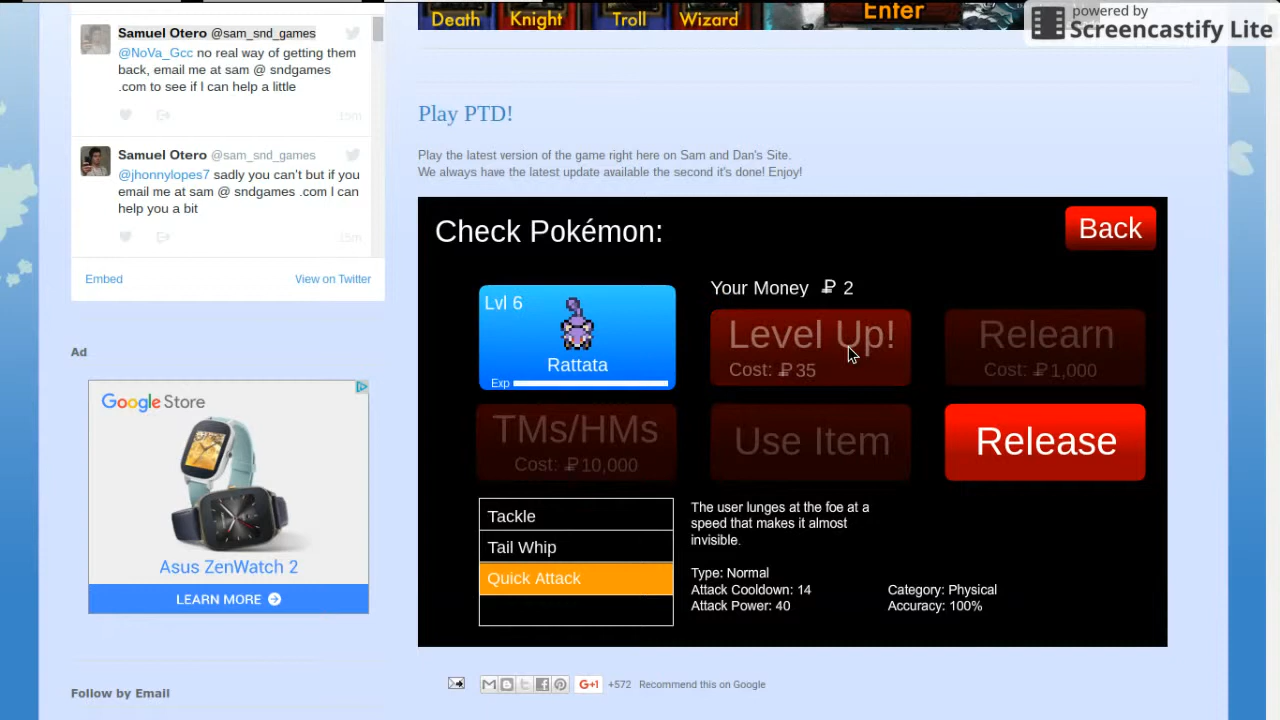 Samuel Otero @sam_snd_games
@NoVa_Gcc no real way of getting them
back, email me at sam @ sndgames
.com to see if I can help a little
15m
Samuel Otero @sam_snd_games
@jhonnylopes7 sadly you can't but if you
email me at sam @ sndgames .com I can
help you a bit
15m
Embed
View on Twitter
Ad
Google Store
Asus ZenWatch 2
LEARN MORE
Follow by Email
Death
Knight
Troll
Wizard
Enter
powered by
Screencastify Lite
Play PTD!
Play the latest version of the game right here on Sam and Dan's Site.
We always have the latest update available the second it's done! Enjoy!
Check Pokémon:
Back
Lvl 6
Rattata
Exp
Your Money ₽ 2
Level Up!
Cost: ₽35
Relearn
Cost: ₽1,000
TMs/HMs
Cost: ₽10,000
Use Item
Release
Tackle
Tail Whip
Quick Attack
The user lunges at the foe at a
speed that makes it almost
invisible.
Type: Normal
Attack Cooldown: 14
Category: Physical
Attack Power: 40
Accuracy: 100%
G+1
+572
Recommend this on Google